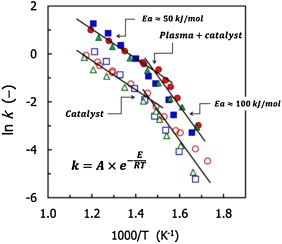 2
0
-2
-4
-6
1.0
1.2
1.4
1.6
1.8
ln k (-)
1000/T (K-1)
Ea ≈ 50 kJ/mol
Plasma + catalyst
Ea ≈ 100 kJ/mol
Catalyst
k = A × e^-E/RT